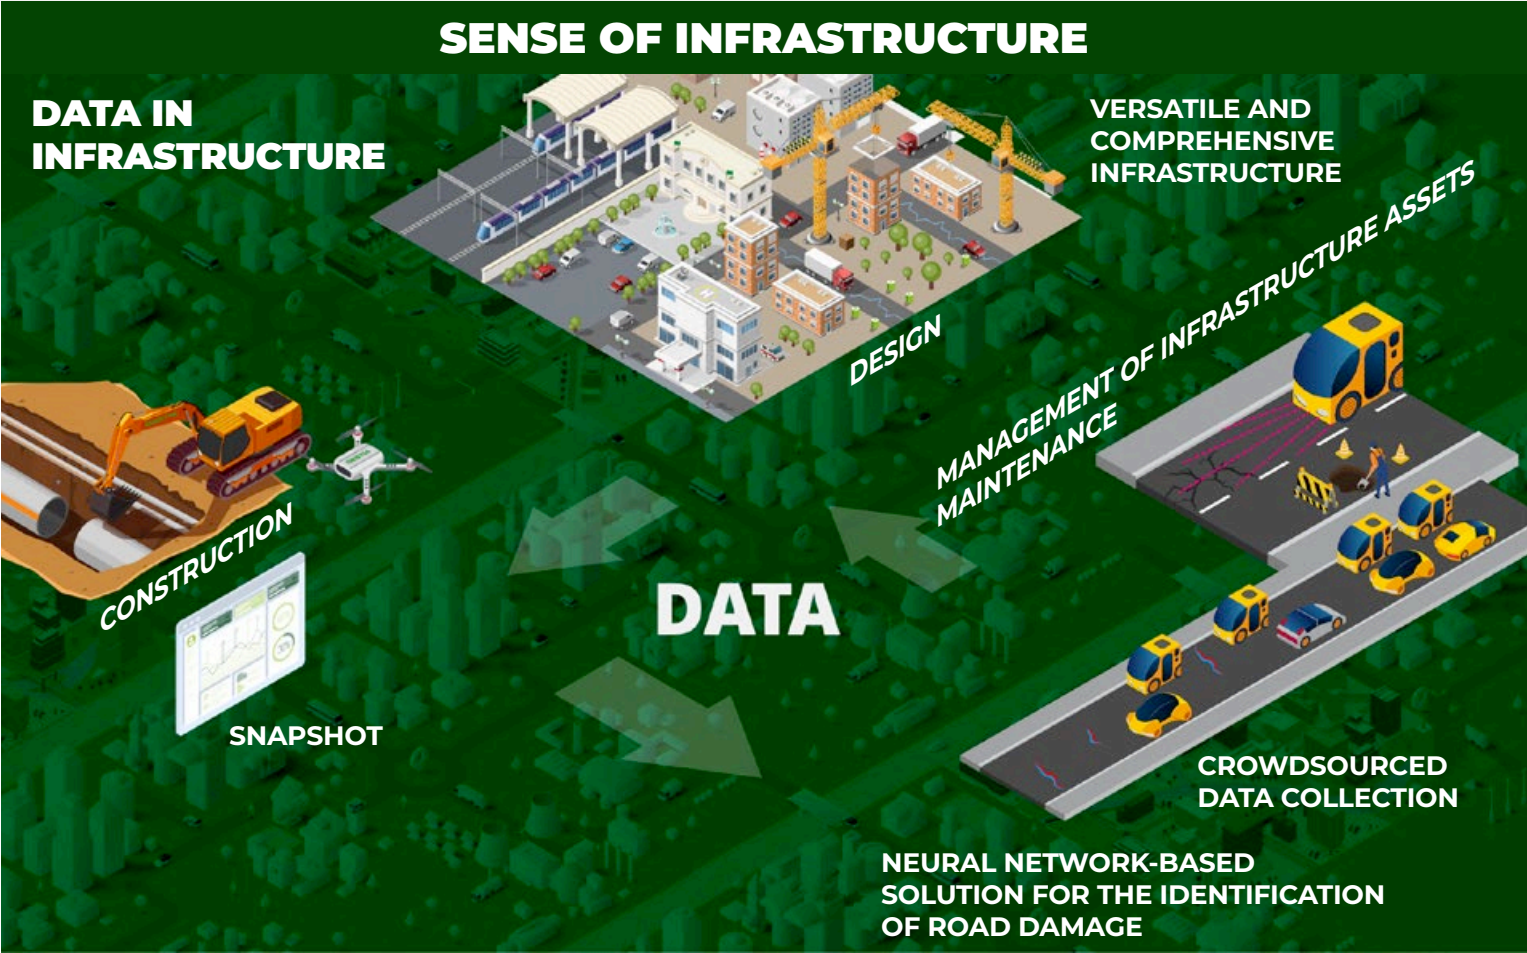 SENSE OF INFRASTRUCTURE
DATA IN
INFRASTRUCTURE
VERSATILE AND
COMPREHENSIVE
INFRASTRUCTURE
DESIGN
MANAGEMENT OF INFRASTRUCTURE ASSETS
MAINTENANCE
CONSTRUCTION
SNAPSHOT
DATA
CROWDSOURCED
DATA COLLECTION
NEURAL NETWORK-BASED
SOLUTION FOR THE IDENTIFICATION
OF ROAD DAMAGE